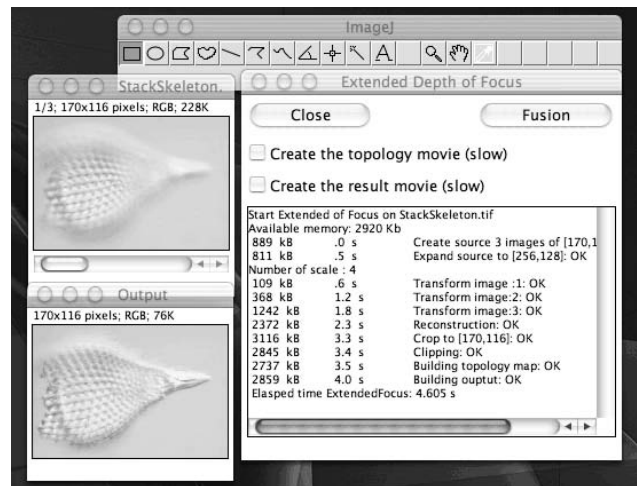 ImageJ
StackSkeleton.
1/3; 170x116 pixels; RGB; 228K
Output
170x116 pixels; RGB; 76K
Extended Depth of Focus
Close Fusion
Create the topology movie (slow)
Create the result movie (slow)
Start Extended of Focus on StackSkeleton.tif
Available memory: 2920 Kb
889 kB .0 s Create source 3 images of [170,1
811 kB .5 s Expand source to [256,128]: OK
Number of scale : 4
109 kB .6 s Transform image :1: OK
368 kB 1.2 s Transform image:2: OK
1242 kB 1.8 s Transform image:3: OK
2372 kB 2.3 s Reconstruction: OK
3116 kB 3.3 s Crop to [170,116]: OK
2845 kB 3.4 s Clipping: OK
2737 kB 3.5 s Building topology map: OK
2859 kB 4.0 s Building ouptut: OK
Elasped time ExtendedFocus: 4.605 s